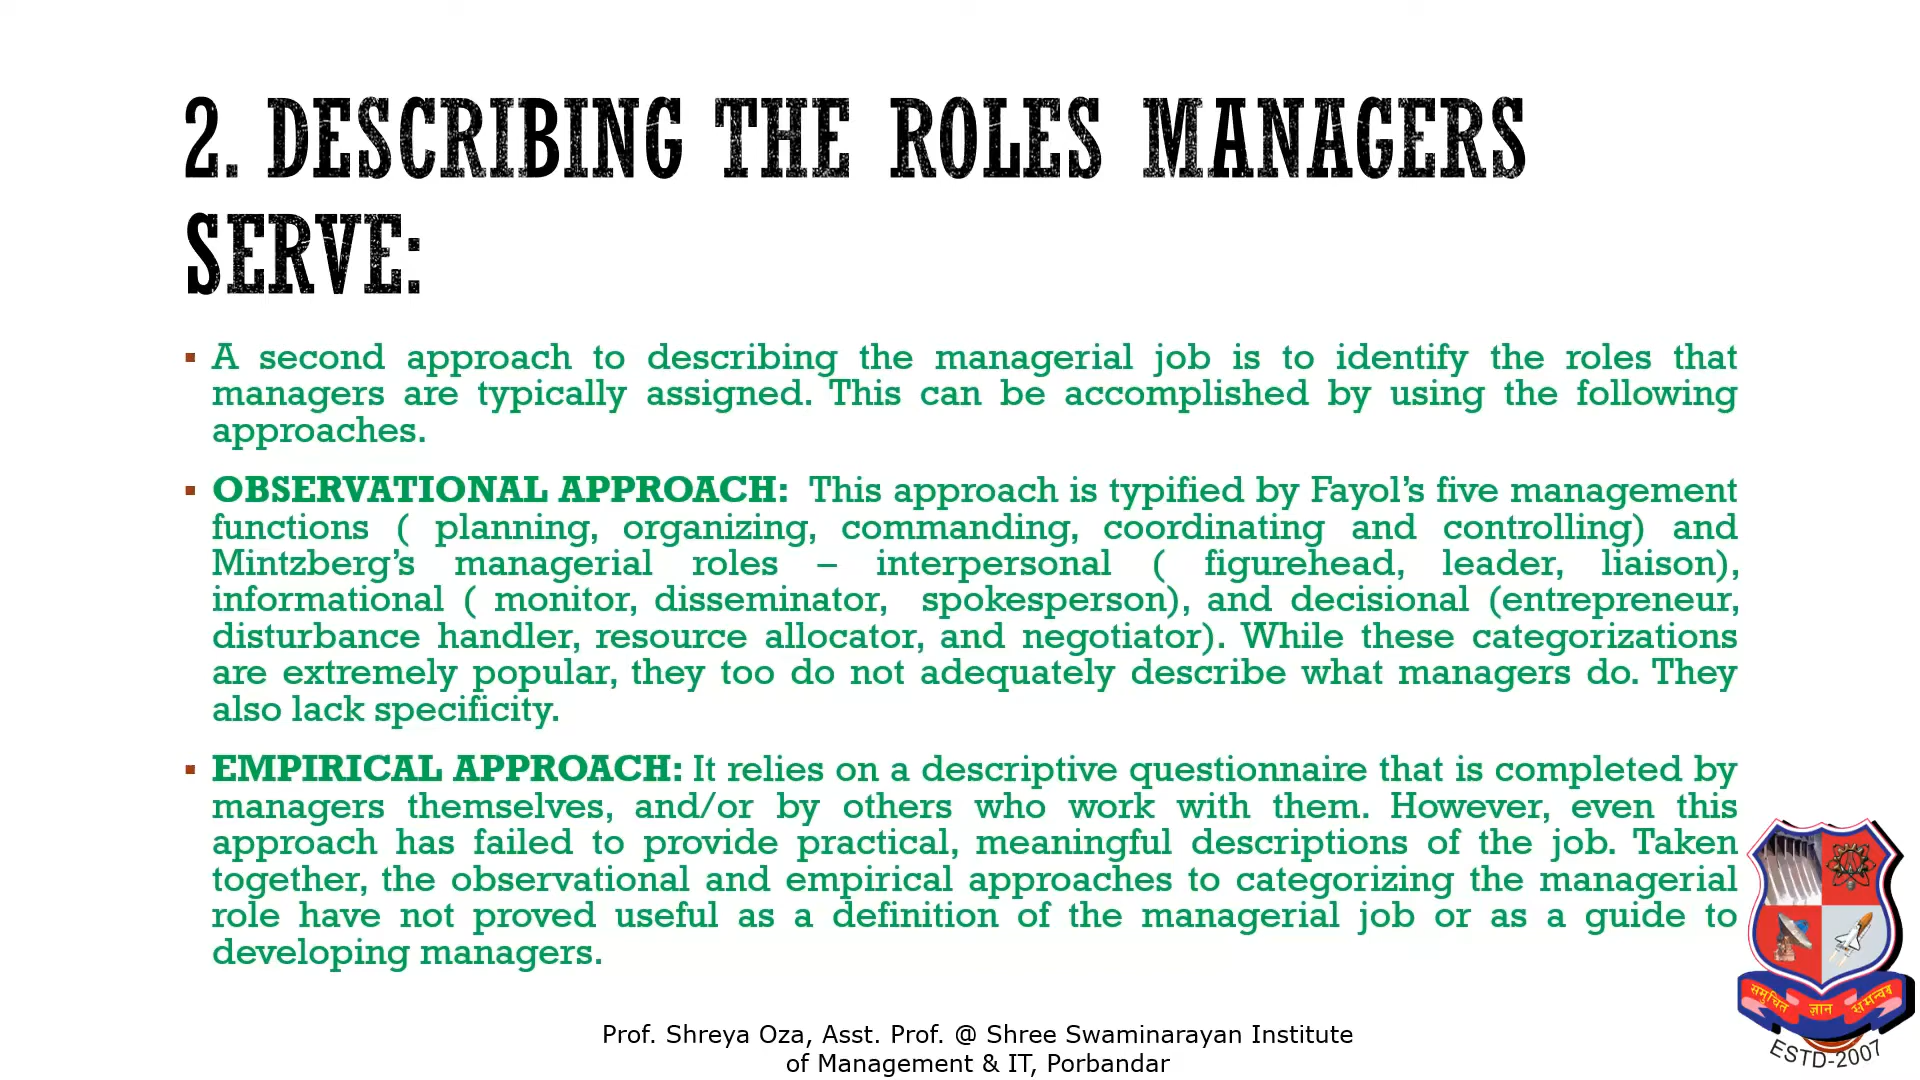 2. DESCRIBING THE ROLES MANAGERS
SERVE:
▪ A second approach to describing the managerial job is to identify the roles that
managers are typically assigned. This can be accomplished by using the following
approaches.
▪ OBSERVATIONAL APPROACH: This approach is typified by Fayol’s five management
functions ( planning, organizing, commanding, coordinating and controlling) and
Mintzberg’s managerial roles – interpersonal ( figurehead, leader, liaison),
informational ( monitor, disseminator, spokesperson), and decisional (entrepreneur,
disturbance handler, resource allocator, and negotiator). While these categorizations
are extremely popular, they too do not adequately describe what managers do. They
also lack specificity.
▪ EMPIRICAL APPROACH: It relies on a descriptive questionnaire that is completed by
managers themselves, and/or by others who work with them. However, even this
approach has failed to provide practical, meaningful descriptions of the job. Taken
together, the observational and empirical approaches to categorizing the managerial
role have not proved useful as a definition of the managerial job or as a guide to
developing managers.
समुचित ज्ञान समन्वय
ESTD-2007
Prof. Shreya Oza, Asst. Prof. @ Shree Swaminarayan Institute
of Management & IT, Porbandar